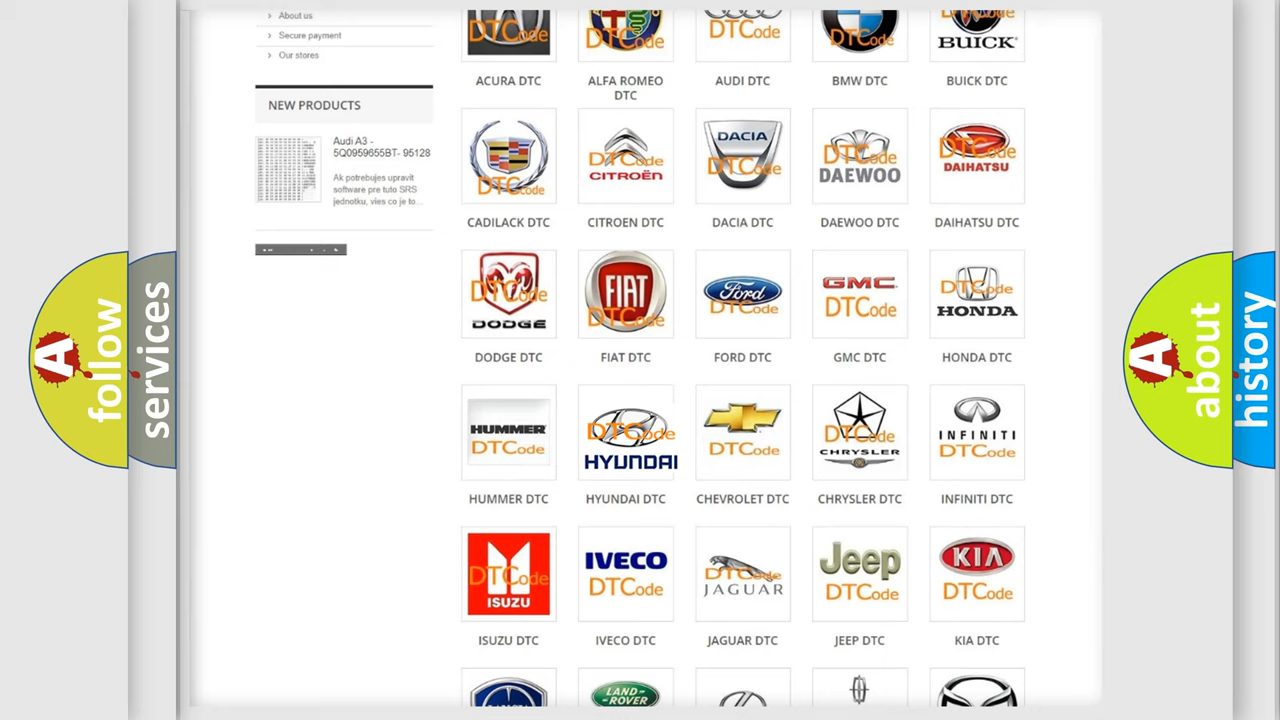 About us
Secure payment
Our stores
NEW PRODUCTS
Audi A3 -
5Q0959655BT- 95128
Ak potrebujes upravit
software pre tuto SRS
jednotku, vies co je to...
DTCode DTCode DTCode DTCode BUICK
ACURA DTC ALFA ROMEO DTC AUDI DTC BMW DTC BUICK DTC
DTCode DTCode CITROËN DACIA DTCode DTCode DAEWOO DTCode DAIHATSU
CADILACK DTC CITROEN DTC DACIA DTC DAEWOO DTC DAIHATSU DTC
DTCode DODGE FIAT DTCode Ford DTCode GMC DTCode DTCode HONDA
DODGE DTC FIAT DTC FORD DTC GMC DTC HONDA DTC
HUMMER DTCode DTCode HYUNDAI DTCode DTCode CHRYSLER INFINITI DTCode
HUMMER DTC HYUNDAI DTC CHEVROLET DTC CHRYSLER DTC INFINITI DTC
DTCode ISUZU IVECO DTCode DTCode JAGUAR Jeep DTCode KIA DTCode
ISUZU DTC IVECO DTC JAGUAR DTC JEEP DTC KIA DTC
LAND-
ROVER
A follow
services
A about
history